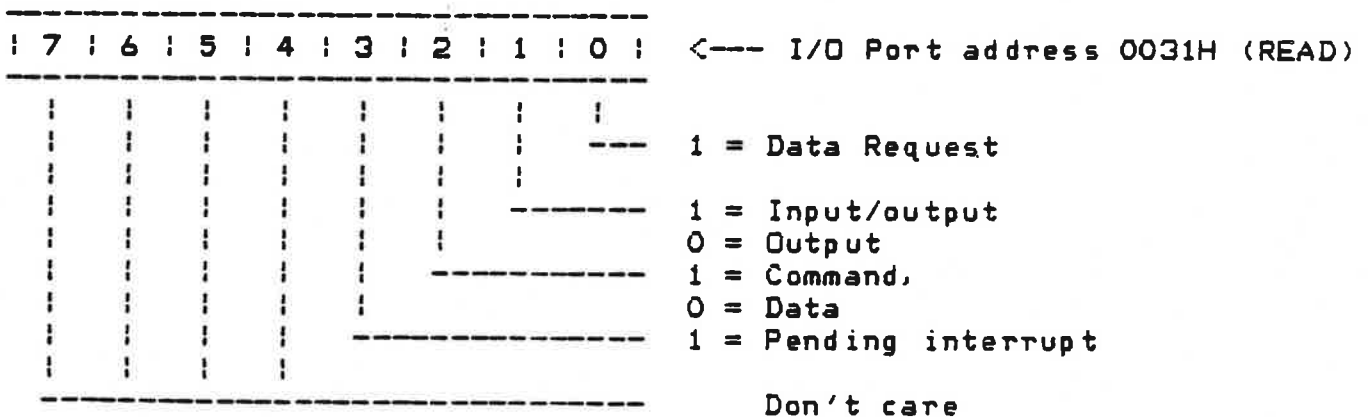 7 6 5 4 3 2 1 0 <--- I/O Port address 0031H (READ)
1 = Data Request
1 = Input/output
0 = Output
1 = Command,
0 = Data
1 = Pending interrupt
Don't care